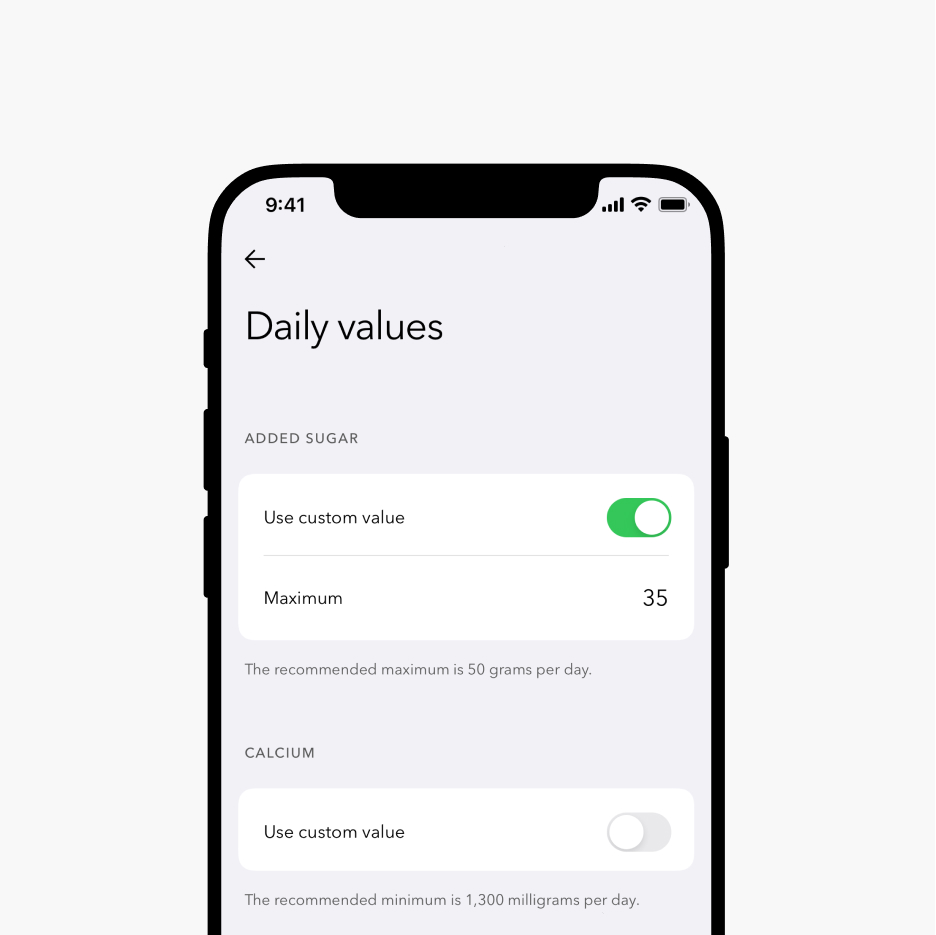 9:41
Daily values
ADDED SUGAR
Use custom value
Maximum 35
The recommended maximum is 50 grams per day.
CALCIUM
Use custom value
The recommended minimum is 1,300 milligrams per day.